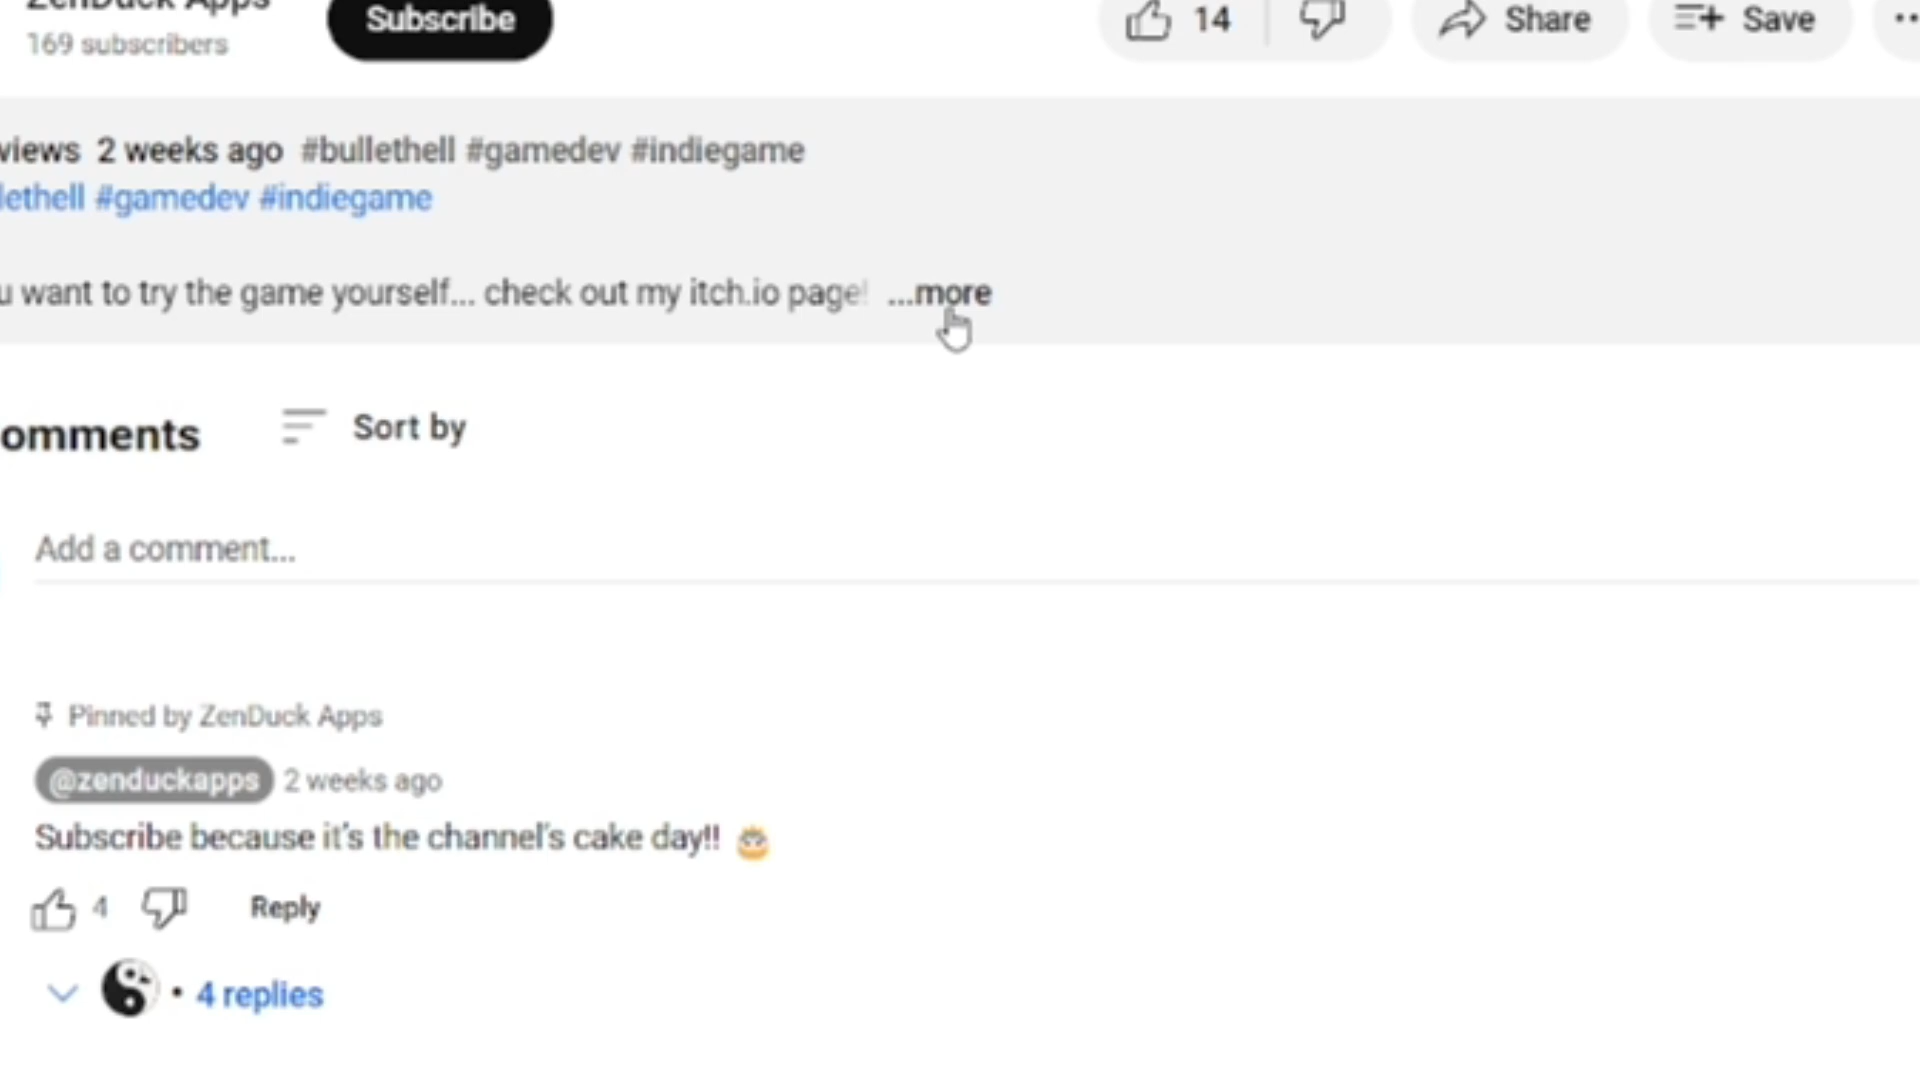 ZenDuck Apps
169 subscribers
Subscribe
14
Share
Save
views 2 weeks ago #bullethell #gamedev #indiegame
lethell #gamedev #indiegame
u want to try the game yourself... check out my itch.io page! ...more
omments
Sort by
Add a comment...
Pinned by ZenDuck Apps
@zenduckapps 2 weeks ago
Subscribe because it's the channel's cake day!! 🎂
4
Reply
• 4 replies